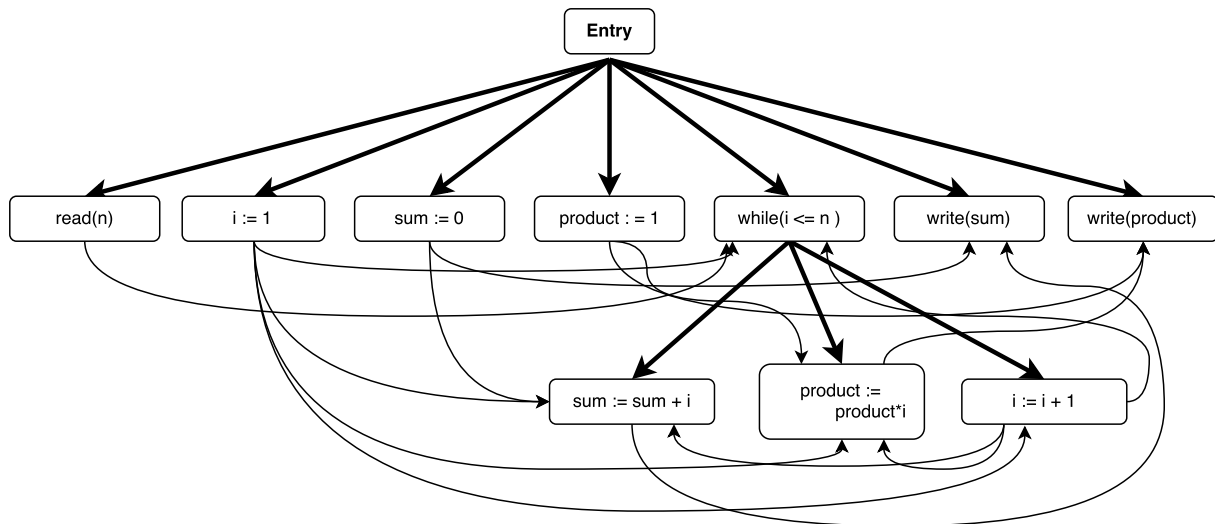 Entry
read(n)
i := 1
sum := 0
product : = 1
while(i <= n )
write(sum)
write(product)
sum := sum + i
product :=
product*i
i := i + 1